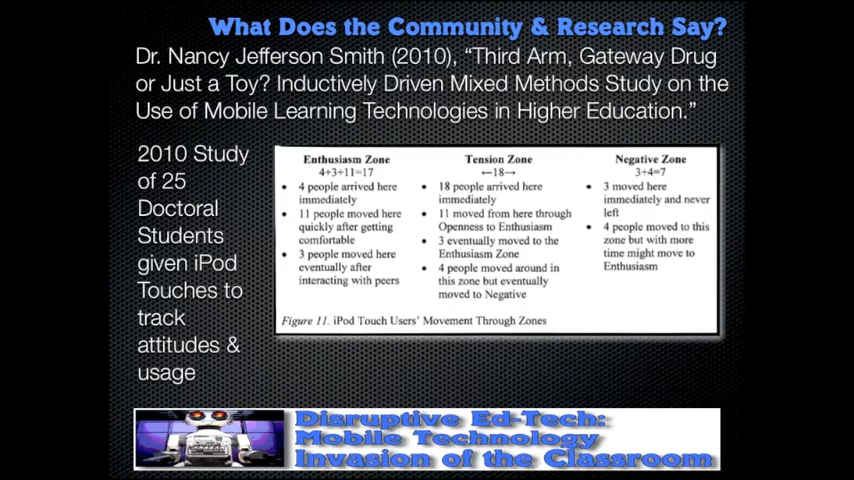 What Does the Community & Research Say?
Dr. Nancy Jefferson Smith (2010), “Third Arm, Gateway Drug
or Just a Toy? Inductively Driven Mixed Methods Study on the
Use of Mobile Learning Technologies in Higher Education.”
2010 Study
of 25
Doctoral
Students
given iPod
Touches to
track
attitudes &
usage
Enthusiasm Zone
4+3+11=17
• 4 people arrived here
immediately
• 11 people moved here
quickly after getting
comfortable
• 3 people moved here
eventually after
interacting with peers
Tension Zone
←18→
• 18 people arrived here
immediately
• 11 moved from here through
Openness to Enthusiasm
• 3 eventually moved to the
Enthusiasm Zone
• 4 people moved around in
this zone but eventually
moved to Negative
Negative Zone
3+4=7
• 3 moved here
immediately and never
left
• 4 people moved to this
zone but with more
time might move to
Enthusiasm
Figure 11. iPod Touch Users’ Movement Through Zones
Disruptive Ed-Tech:
Mobile Technology
Invasion of the Classroom